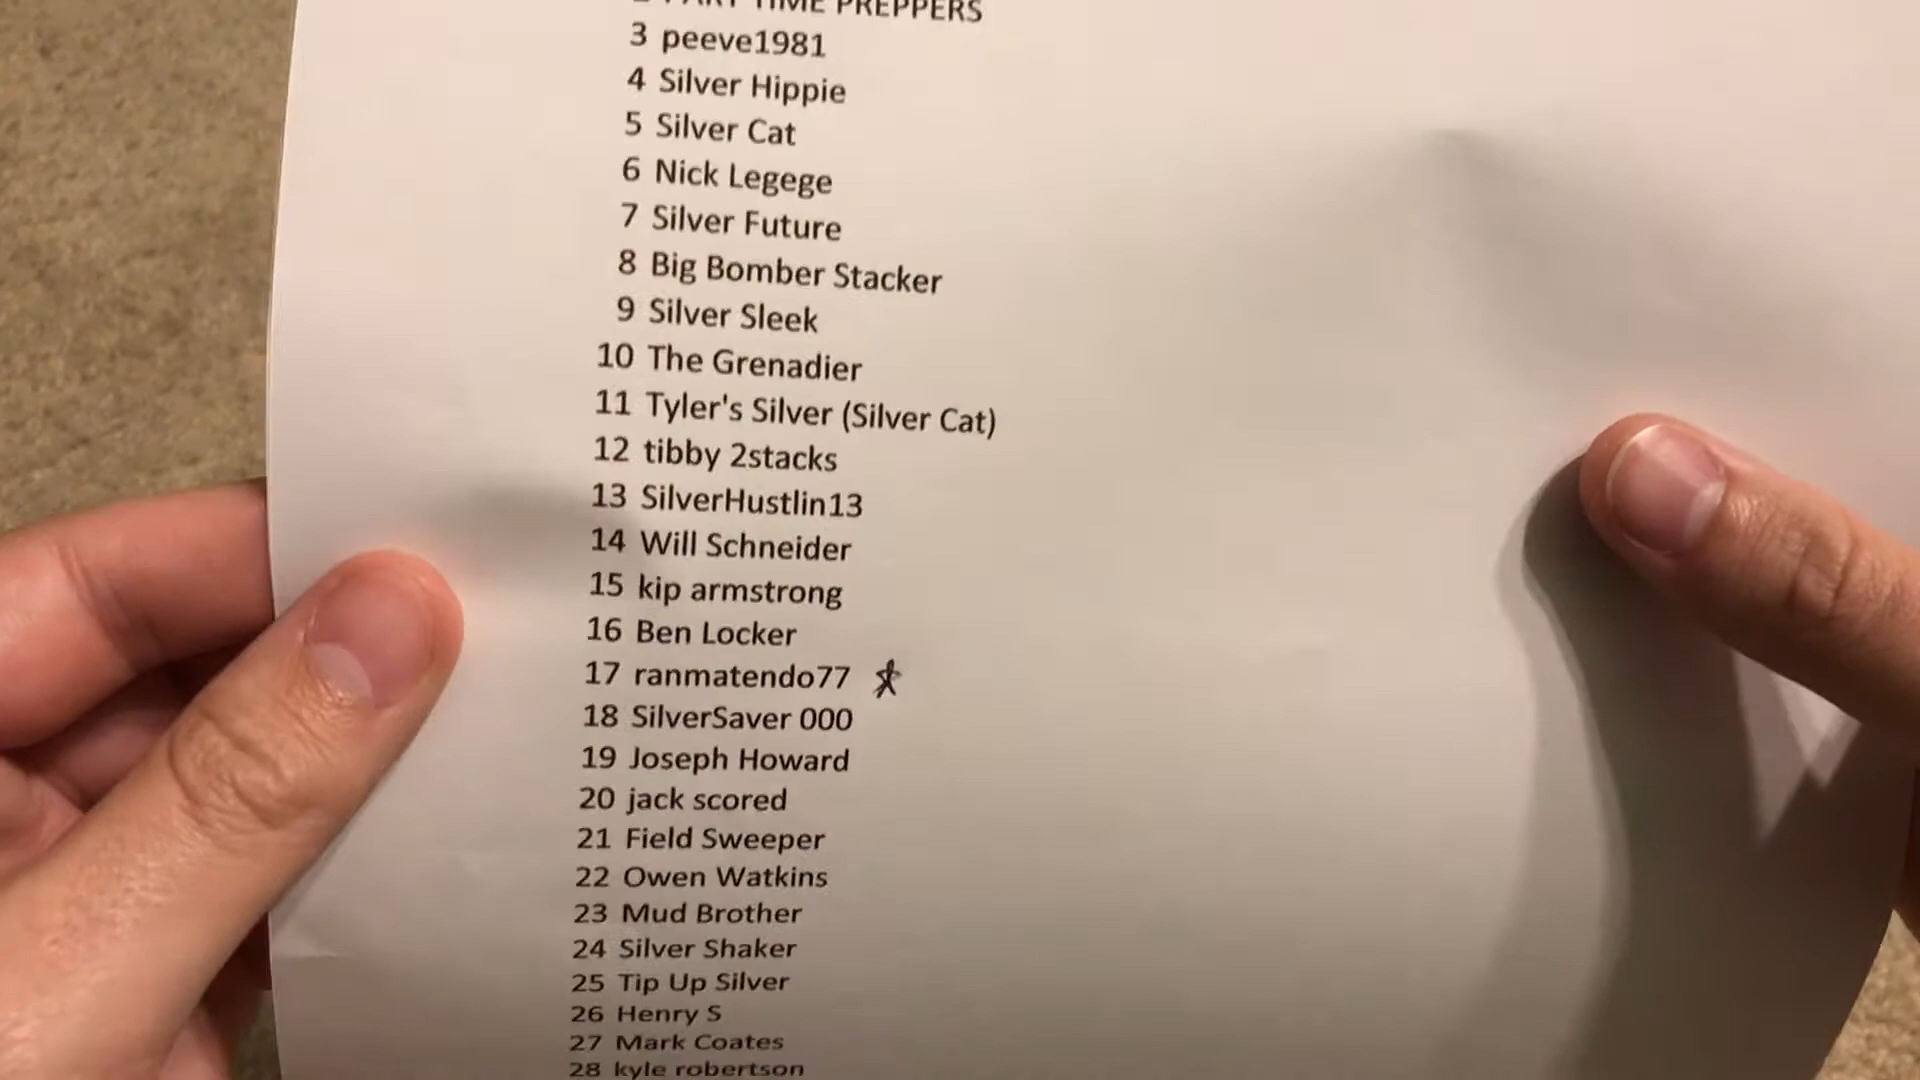 2 PART TIME PREPPERS
3 peeve1981
4 Silver Hippie
5 Silver Cat
6 Nick Legege
7 Silver Future
8 Big Bomber Stacker
9 Silver Sleek
10 The Grenadier
11 Tyler's Silver (Silver Cat)
12 tibby 2stacks
13 SilverHustlin13
14 Will Schneider
15 kip armstrong
16 Ben Locker
17 ranmatendo77
18 SilverSaver 000
19 Joseph Howard
20 jack scored
21 Field Sweeper
22 Owen Watkins
23 Mud Brother
24 Silver Shaker
25 Tip Up Silver
26 Henry S
27 Mark Coates
28 kyle robertson